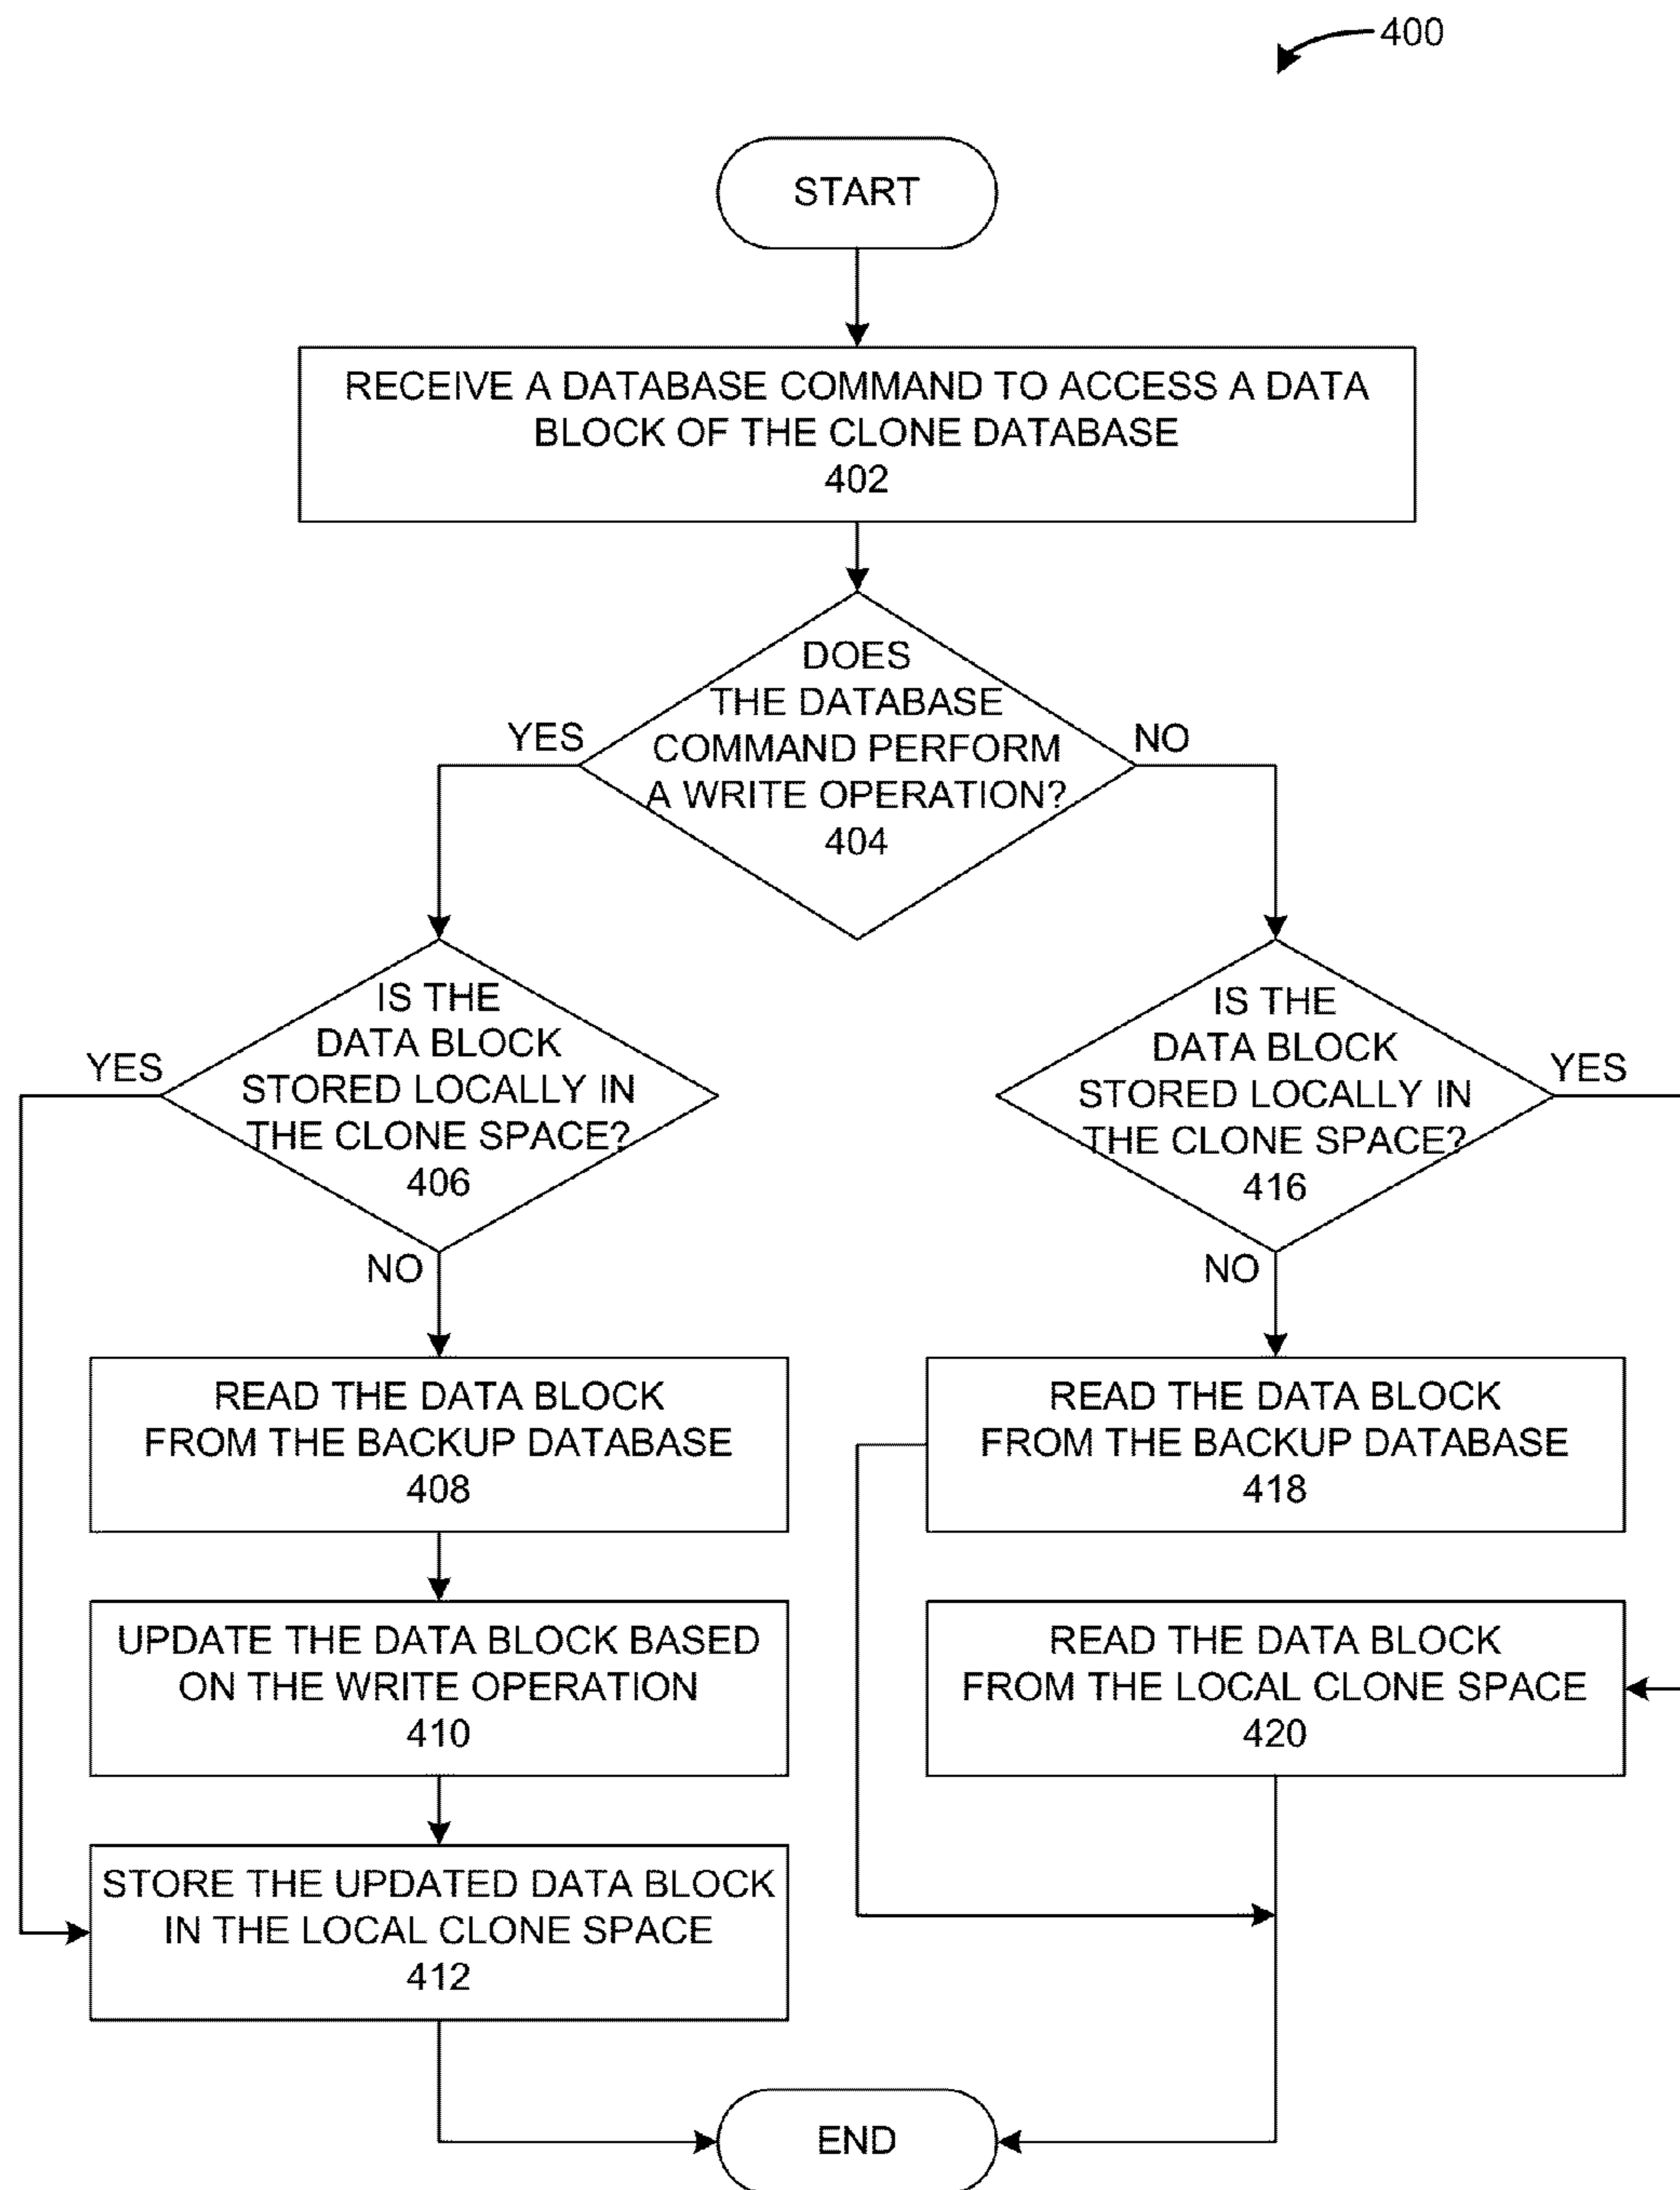 400
START
RECEIVE A DATABASE COMMAND TO ACCESS A DATA
BLOCK OF THE CLONE DATABASE
402
DOES
THE DATABASE
COMMAND PERFORM
A WRITE OPERATION?
404
YES
NO
IS THE
DATA BLOCK
STORED LOCALLY IN
THE CLONE SPACE?
406
YES
NO
IS THE
DATA BLOCK
STORED LOCALLY IN
THE CLONE SPACE?
416
YES
NO
READ THE DATA BLOCK
FROM THE BACKUP DATABASE
408
READ THE DATA BLOCK
FROM THE BACKUP DATABASE
418
UPDATE THE DATA BLOCK BASED
ON THE WRITE OPERATION
410
READ THE DATA BLOCK
FROM THE LOCAL CLONE SPACE
420
STORE THE UPDATED DATA BLOCK
IN THE LOCAL CLONE SPACE
412
END